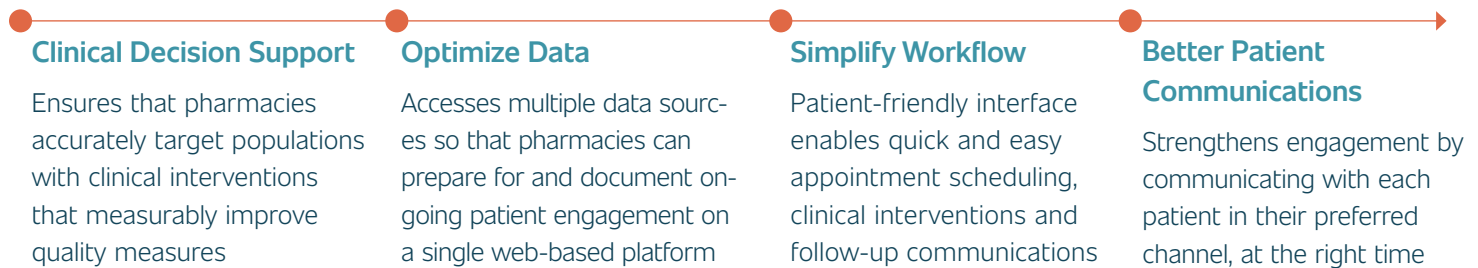 Clinical Decision Support
Ensures that pharmacies
accurately target populations
with clinical interventions
that measurably improve
quality measures
Optimize Data
Accesses multiple data sourc-
es so that pharmacies can
prepare for and document on-
going patient engagement on
a single web-based platform
Simplify Workflow
Patient-friendly interface
enables quick and easy
appointment scheduling,
clinical interventions and
follow-up communications
Better Patient
Communications
Strengthens engagement by
communicating with each
patient in their preferred
channel, at the right time